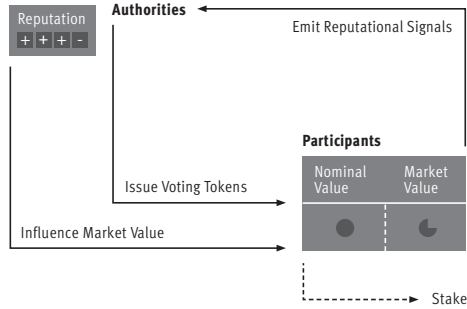 Reputation
+ + + -
Authorities
Emit Reputational Signals
Participants
Nominal Value
Market Value
Issue Voting Tokens
Influence Market Value
Stake